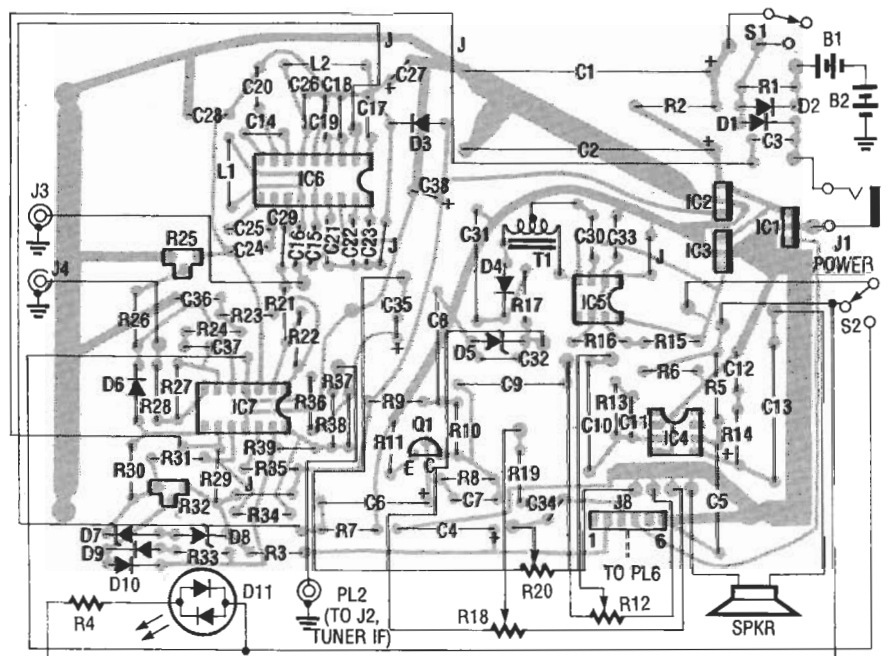 L2
J
J
S1
B1
C20
C26
C18
C27
C1
R1
B2
C28
C14
C19
C17
R2
D1
D2
D3
C2
C3
L1
IC6
C38
IC2
IC1
J3
C25
C29
C24
C16
C15
C21
C22
C23
J
C31
C30
C33
IC3
J1
POWER
R25
T1
J
J4
D4
R17
IC5
C36
R21
C35
C8
S2
R26
R23
R24
R22
C37
R16
R15
D5
C32
D6
R27
R28
R37
R36
R38
R9
C9
R6
R5
C12
R13
C10
C11
IC7
Q1
E C
R11
R10
IC4
R14
C13
R30
R31
R39
R35
R29
J
R8
R19
R32
R34
C6
C7
C34
C5
J8
D7
D8
D9
R33
R3
R7
C4
1
6
D10
TO PL6
D11
R20
R4
PL2
(TO J2,
TUNER IF)
R18
R12
SPKR